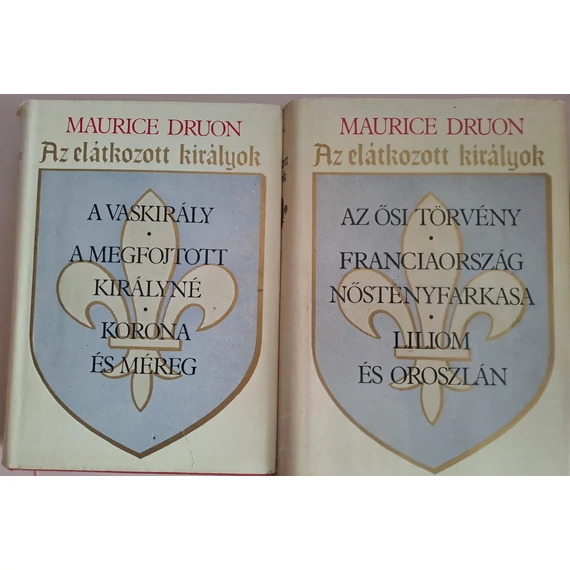 MAURICE DRUON
Az elátkozott királyok
A VASKIRÁLY
•
A MEGFOJTOTT
KIRÁLYNÉ
•
KORONA
ÉS MÉREG
MAURICE DRUON
Az elátkozott királyok
AZ ŐSI TÖRVÉNY
•
FRANCIAORSZÁG
NŐSTÉNYFARKASA
•
LILIOM
ÉS OROSZLÁN